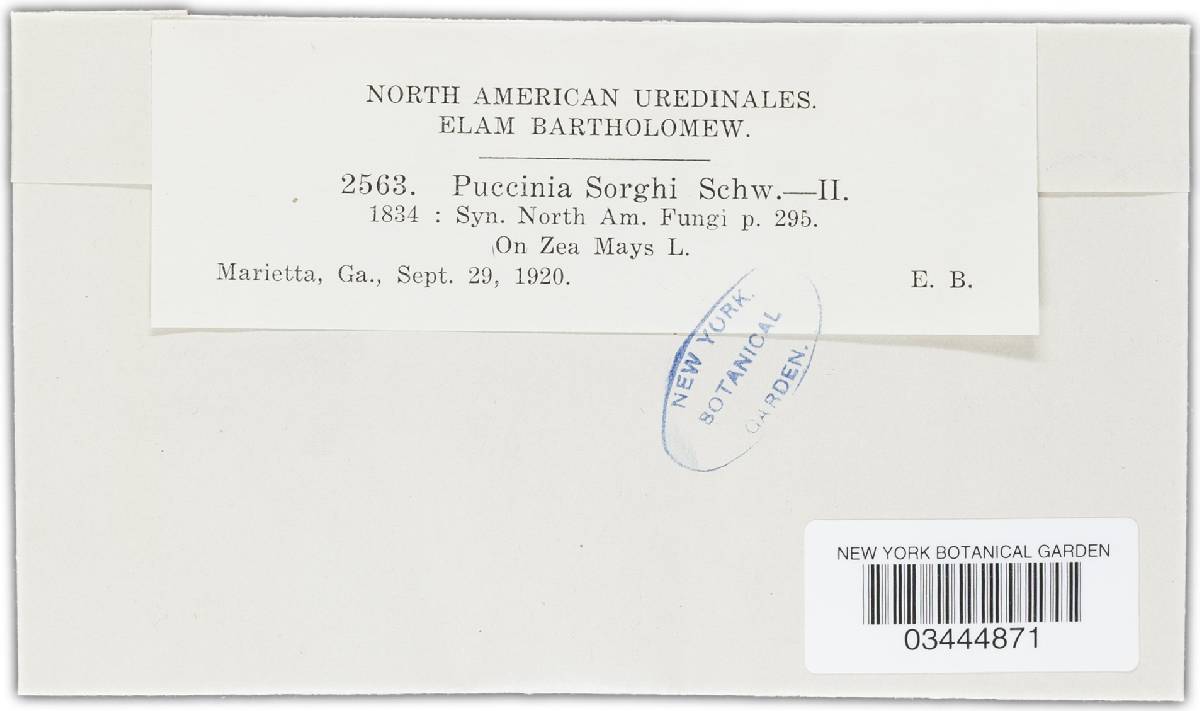 NORTH AMERICAN UREDINALES.
ELAM BARTHOLOMEW.
2563. Puccinia Sorghi Schw.—II.
1834 : Syn. North Am. Fungi p. 295.
On Zea Mays L.
Marietta, Ga., Sept. 29, 1920. E. B.
NEW YORK.
BOTANICAL
GARDEN.
NEW YORK BOTANICAL GARDEN
03444871